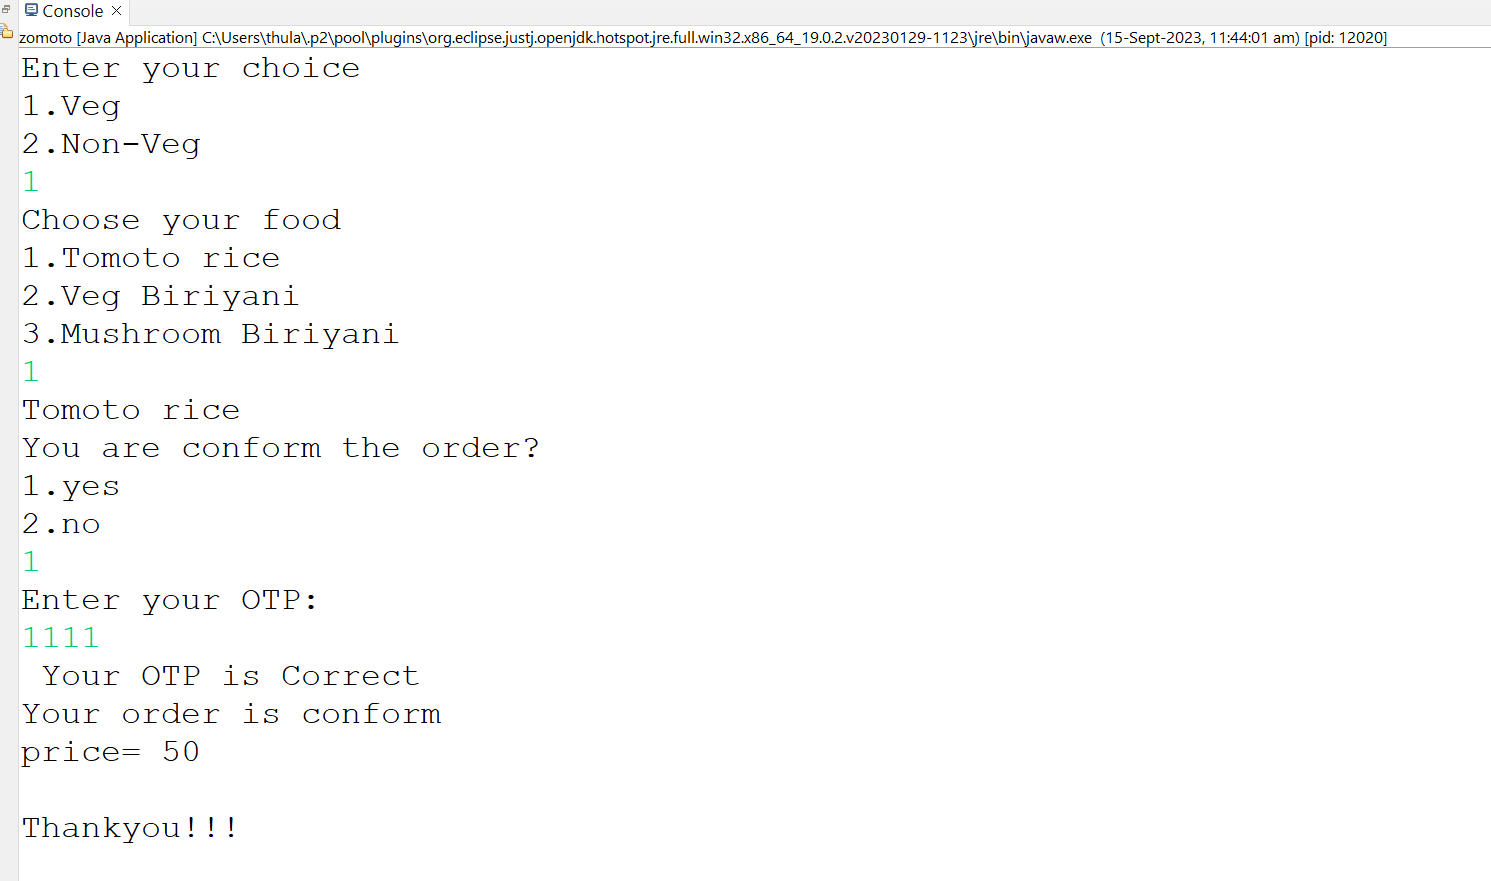 Console
zomoto [Java Application] C:\Users\thula\.p2\pool\plugins\org.eclipse.justj.openjdk.hotspot.jre.full.win32.x86_64_19.0.2.v20230129-1123\jre\bin\javaw.exe (15-Sept-2023, 11:44:01 am) [pid: 12020]
Enter your choice
1.Veg
2.Non-Veg
1
Choose your food
1.Tomoto rice
2.Veg Biriyani
3.Mushroom Biriyani
1
Tomoto rice
You are conform the order?
1.yes
2.no
1
Enter your OTP:
1111
Your OTP is Correct
Your order is conform
price= 50
Thankyou!!!